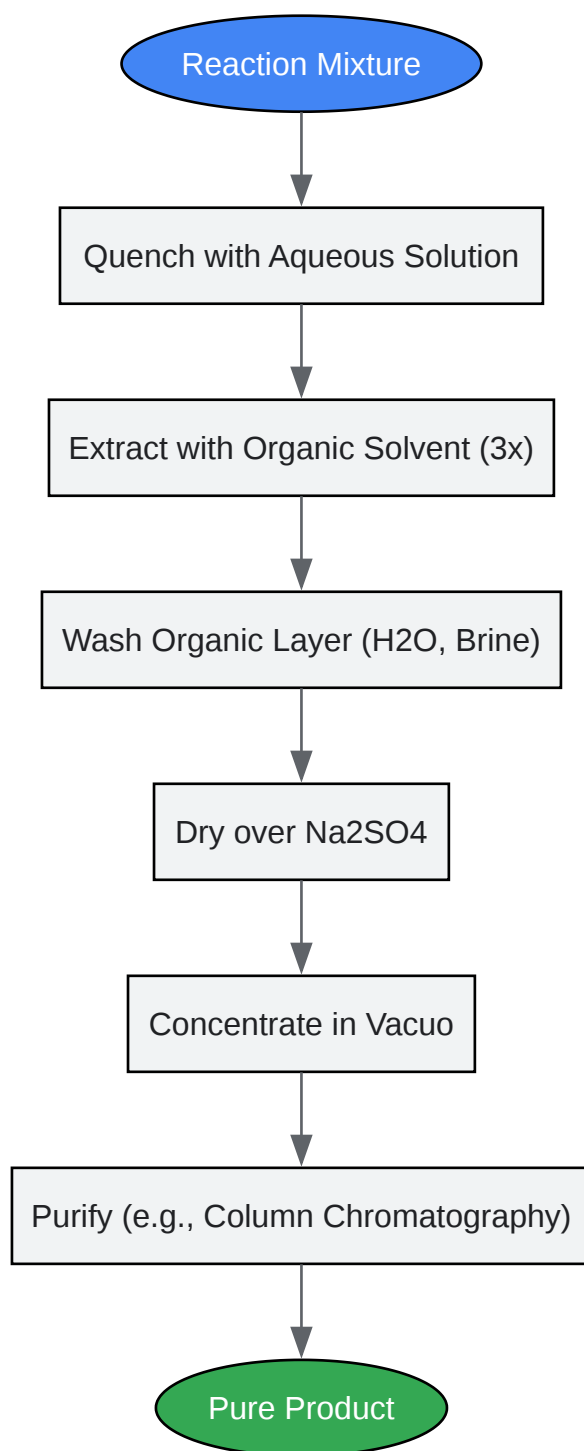 Reaction Mixture
Quench with Aqueous Solution
Extract with Organic Solvent (3x)
Wash Organic Layer (H2O, Brine)
Dry over Na2SO4
Concentrate in Vacuo
Purify (e.g., Column Chromatography)
Pure Product